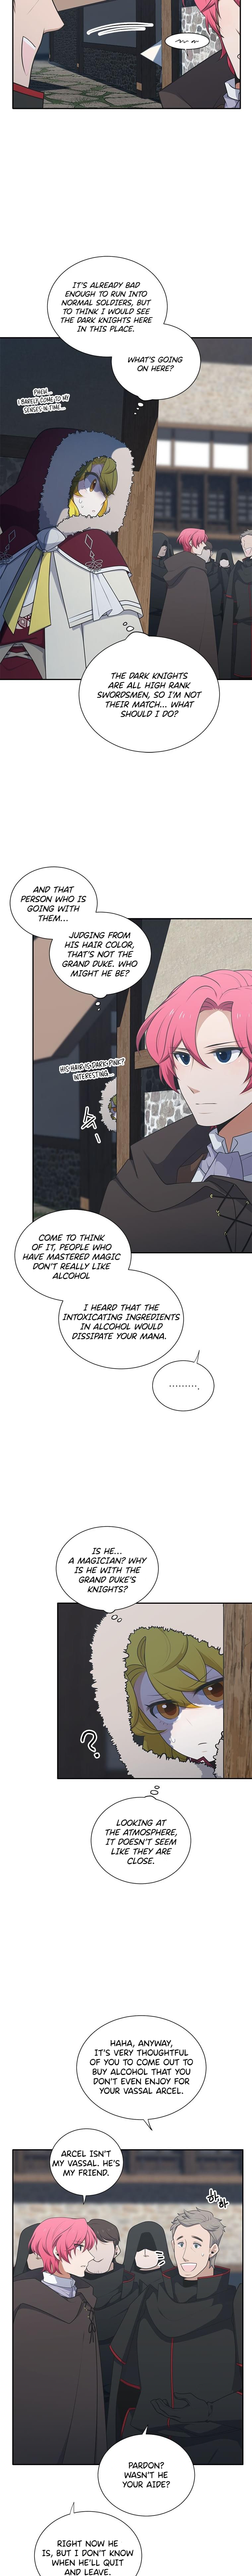 IT'S ALREADY BAD
ENOUGH TO RUN INTO
NORMAL SOLDIERS, BUT
TO THINK I WOULD SEE
THE DARK KNIGHTS HERE
IN THIS PLACE.
WHAT'S GOING
ON HERE?
PHEW...
I BARELY COME TO MY
SENSES IN TIME...
THE DARK KNIGHTS
ARE ALL HIGH RANK
SWORDSMEN, SO I'M NOT
THEIR MATCH... WHAT
SHOULD I DO?
AND THAT
PERSON WHO IS
GOING WITH
THEM...
JUDGING FROM
HIS HAIR COLOR,
THAT'S NOT THE
GRAND DUKE. WHO
MIGHT HE BE?
HIS HAIR IS DARK PINK?
INTERESTING...
COME TO THINK
OF IT, PEOPLE WHO
HAVE MASTERED MAGIC
DON'T REALLY LIKE
ALCOHOL
I HEARD THAT THE
INTOXICATING INGREDIENTS
IN ALCOHOL WOULD
DISSIPATE YOUR MANA.
.........
IS HE...
A MAGICIAN? WHY
IS HE WITH THE
GRAND DUKE'S
KNIGHTS?
?
LOOKING AT
THE ATMOSPHERE,
IT DOESN'T SEEM
LIKE THEY ARE
CLOSE.
HAHA, ANYWAY,
IT'S VERY THOUGHTFUL
OF YOU TO COME OUT TO
BUY ALCOHOL THAT YOU
DON'T EVEN ENJOY FOR
YOUR VASSAL ARCEL.
ARCEL ISN'T
MY VASSAL. HE'S
MY FRIEND.
하하
PARDON?
WASN'T HE
YOUR AIDE?
RIGHT NOW HE
IS, BUT I DON'T KNOW
WHEN HE'LL QUIT
AND LEAVE.